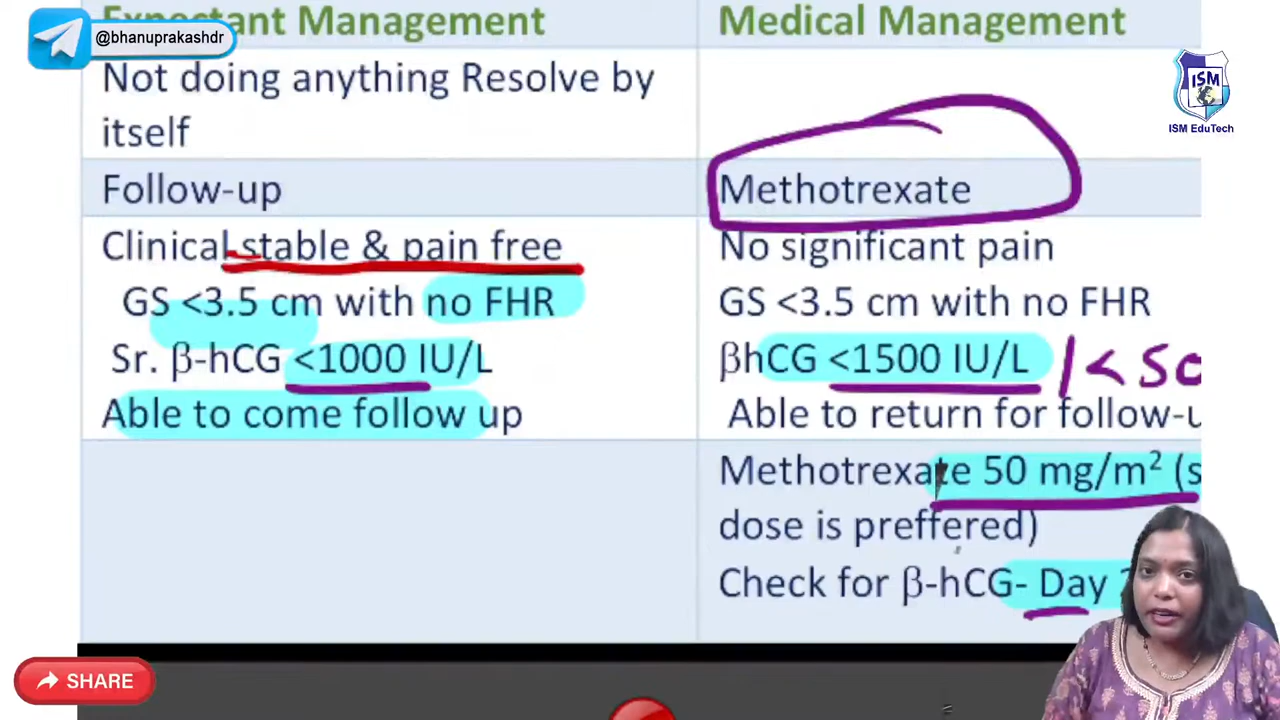 Expectant Management
Medical Management
@bhanuprakashdr
ISM
ISM EduTech
Not doing anything Resolve by
itself
Follow-up
Methotrexate
Clinical stable & pain free
GS <3.5 cm with no FHR
Sr. β-hCG <1000 IU/L
Able to come follow up
No significant pain
GS <3.5 cm with no FHR
βhCG <1500 IU/L /<50
Able to return for follow-u
Methotrexate 50 mg/m² (s
dose is preffered)
Check for β-hCG- Day
SHARE